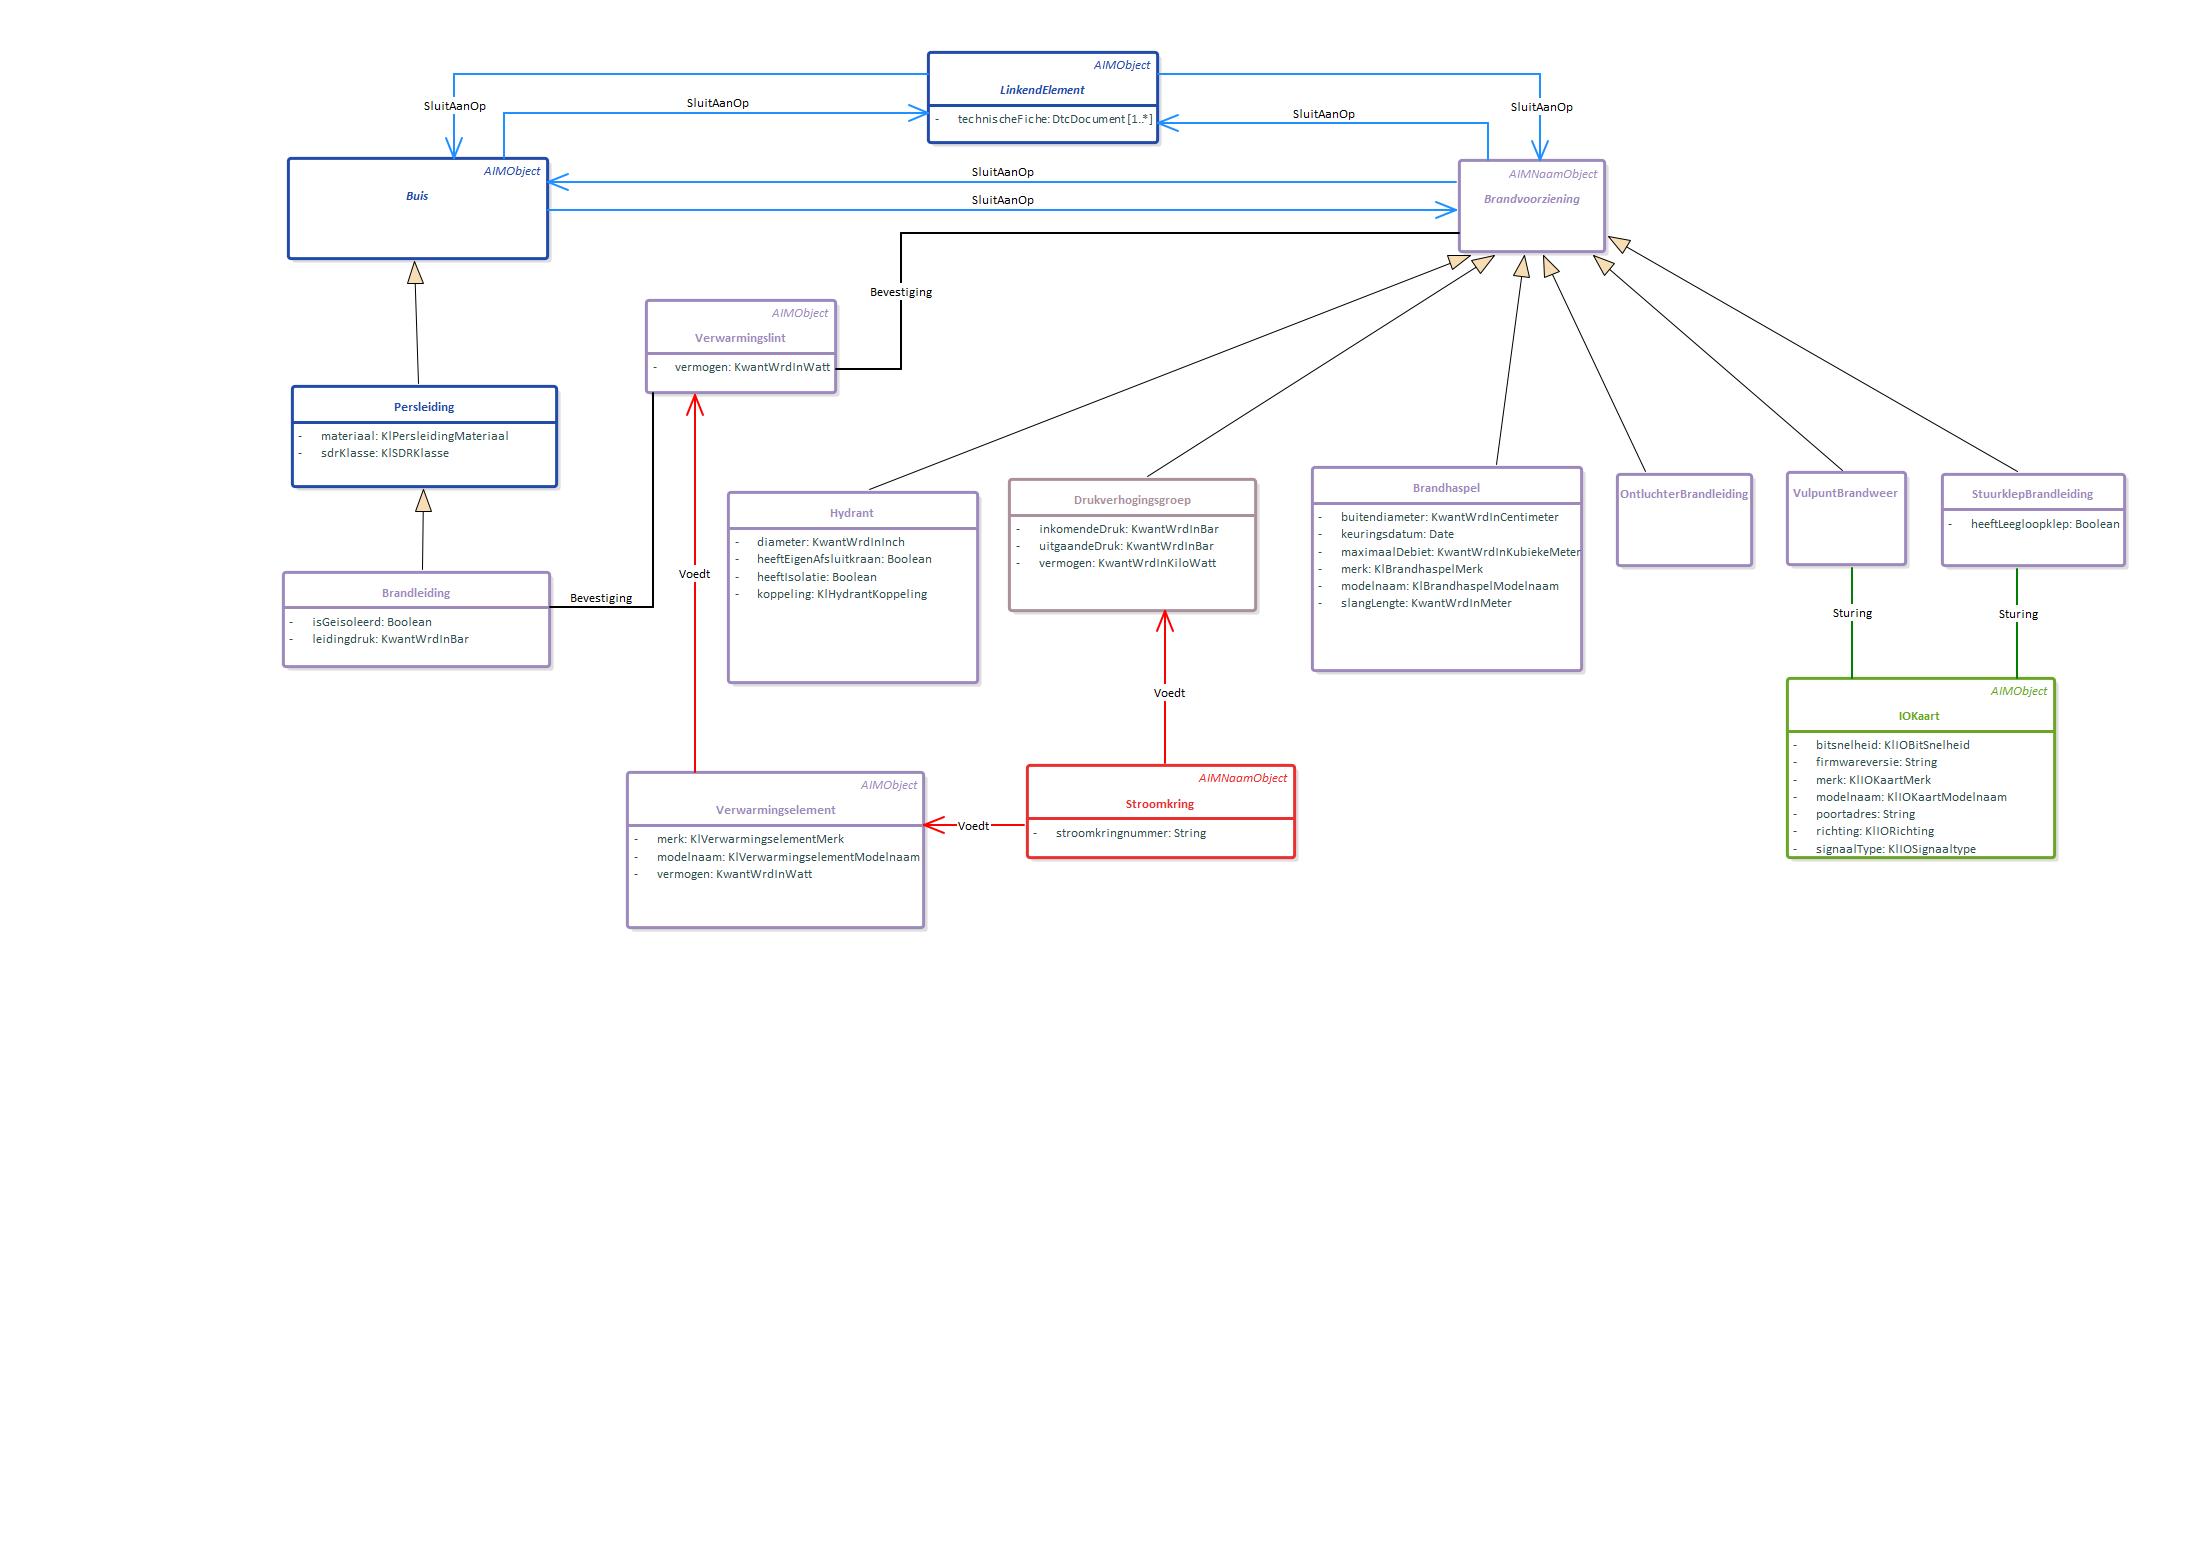 AIMObject
LinkendElement
- technischeFiche: DtcDocument [1..*]
SluitAanOp
SluitAanOp
SluitAanOp
SluitAanOp
AIMObject
Buis
SluitAanOp
SluitAanOp
AIMNaamObject
Brandvoorziening
Bevestiging
AIMObject
Verwarmingslint
- vermogen: KwantWrdInWatt
Persleiding
- materiaal: KlPersleidingMateriaal
- sdrKlasse: KlSDRKlasse
Brandleiding
- isGeisoleerd: Boolean
- leidingdruk: KwantWrdInBar
Bevestiging
Voedt
Hydrant
- diameter: KwantWrdInInch
- heeftEigenAfsluitkraan: Boolean
- heeftIsolatie: Boolean
- koppeling: KlHydrantKoppeling
Drukverhogingsgroep
- inkomendeDruk: KwantWrdInBar
- uitgaandeDruk: KwantWrdInBar
- vermogen: KwantWrdInKiloWatt
Brandhaspel
- buitendiameter: KwantWrdInCentimeter
- keuringsdatum: Date
- maximaalDebiet: KwantWrdInKubiekeMeter
- merk: KlBrandhaspelMerk
- modelnaam: KlBrandhaspelModelnaam
- slangLengte: KwantWrdInMeter
OntluchterBrandleiding
VulpuntBrandweer
StuurklepBrandleiding
- heeftLeegloopklep: Boolean
Sturing
Sturing
Voedt
AIMObject
IOKaart
- bitsnelheid: KlIOBitSnelheid
- firmwareversie: String
- merk: KlIOKaartMerk
- modelnaam: KlIOKaartModelnaam
- poortadres: String
- richting: KlIORichting
- signaalType: KlIOSignaaltype
AIMObject
Verwarmingselement
- merk: KlVerwarmingselementMerk
- modelnaam: KlVerwarmingselementModelnaam
- vermogen: KwantWrdInWatt
Voedt
AIMNaamObject
Stroomkring
- stroomkringnummer: String